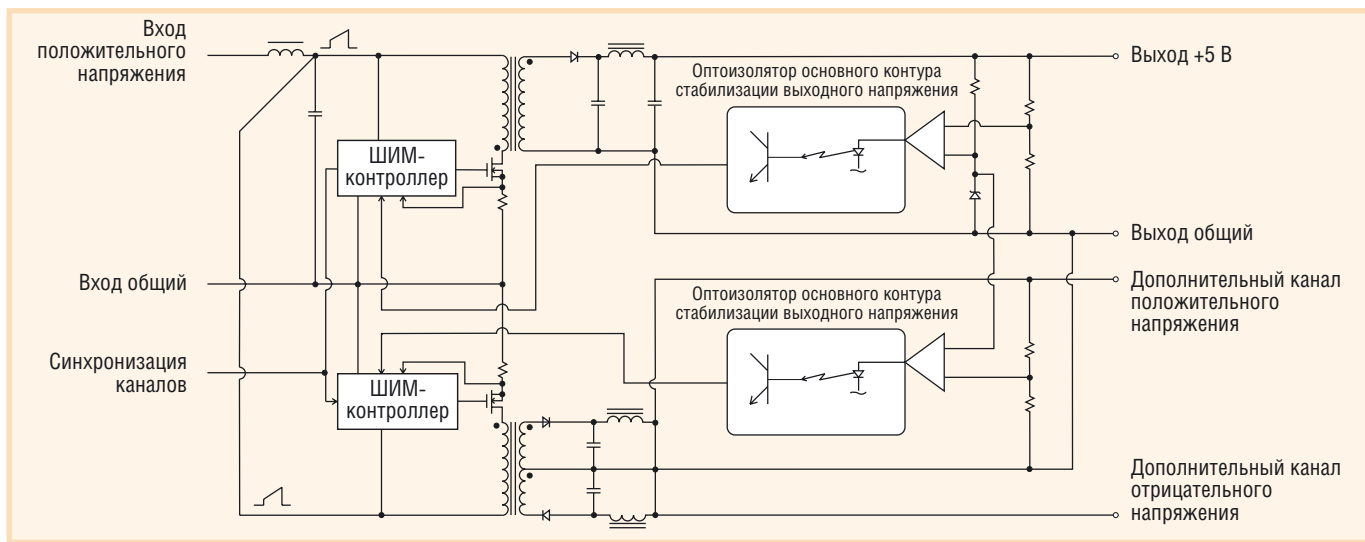 Вход
положительного
напряжения
Оптоизолятор основного контура
стабилизации выходного напряжения
Выход +5 В
ШИМ-
контроллер
Выход общий
Вход общий
Оптоизолятор основного контура
стабилизации выходного напряжения
Дополнительный канал
положительного
напряжения
Синхронизация
каналов
ШИМ-
контроллер
Дополнительный канал
отрицательного
напряжения